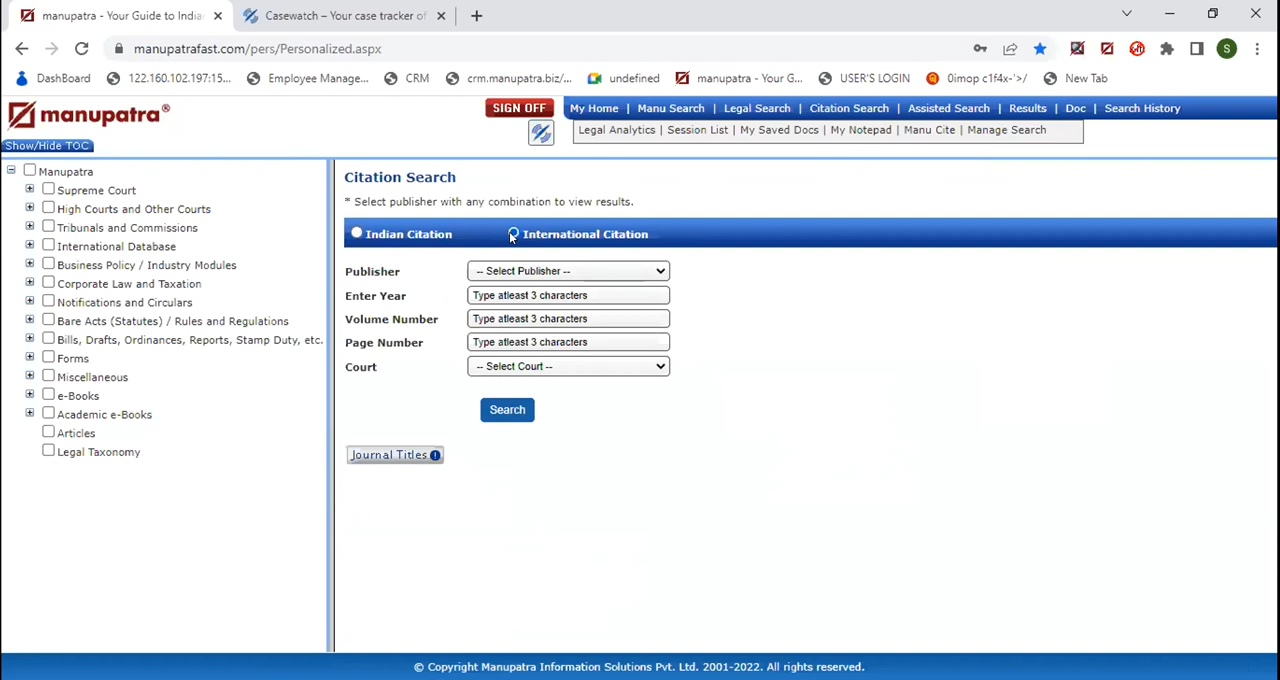 manupatra - Your Guide to India
Casewatch – Your case tracker of
manupatrafast.com/pers/Personalized.aspx
S
DashBoard
122.160.102.197:15...
Employee Manage...
CRM
crm.manupatra.biz/...
undefined
manupatra - Your G...
USER'S LOGIN
0imop c1f4x-'>/
New Tab
manupatra®
SIGN OFF
My Home | Manu Search | Legal Search | Citation Search | Assisted Search | Results | Doc | Search History
Legal Analytics | Session List | My Saved Docs | My Notepad | Manu Cite | Manage Search
Show/Hide TOC
Manupatra
Supreme Court
High Courts and Other Courts
Tribunals and Commissions
International Database
Business Policy / Industry Modules
Corporate Law and Taxation
Notifications and Circulars
Bare Acts (Statutes) / Rules and Regulations
Bills, Drafts, Ordinances, Reports, Stamp Duty, etc.
Forms
Miscellaneous
e-Books
Academic e-Books
Articles
Legal Taxonomy
Citation Search
* Select publisher with any combination to view results.
Indian Citation International Citation
Publisher -- Select Publisher --
Enter Year Type atleast 3 characters
Volume Number Type atleast 3 characters
Page Number Type atleast 3 characters
Court -- Select Court --
Search
Journal Titles !
© Copyright Manupatra Information Solutions Pvt. Ltd. 2001-2022. All rights reserved.